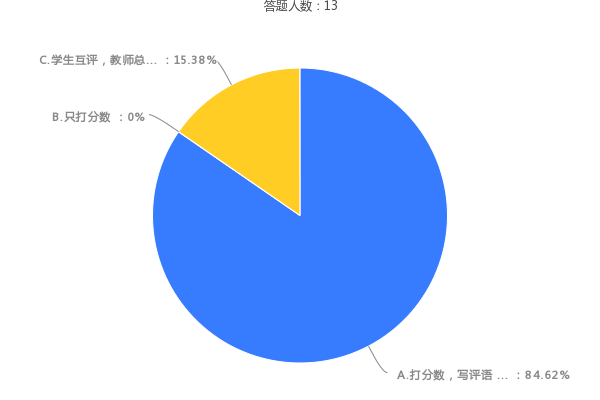 答题人数：13
C.学生互评，教师总... ：15.38%
B.只打分数 ：0%
A.打分数，写评语 ... ：84.62%